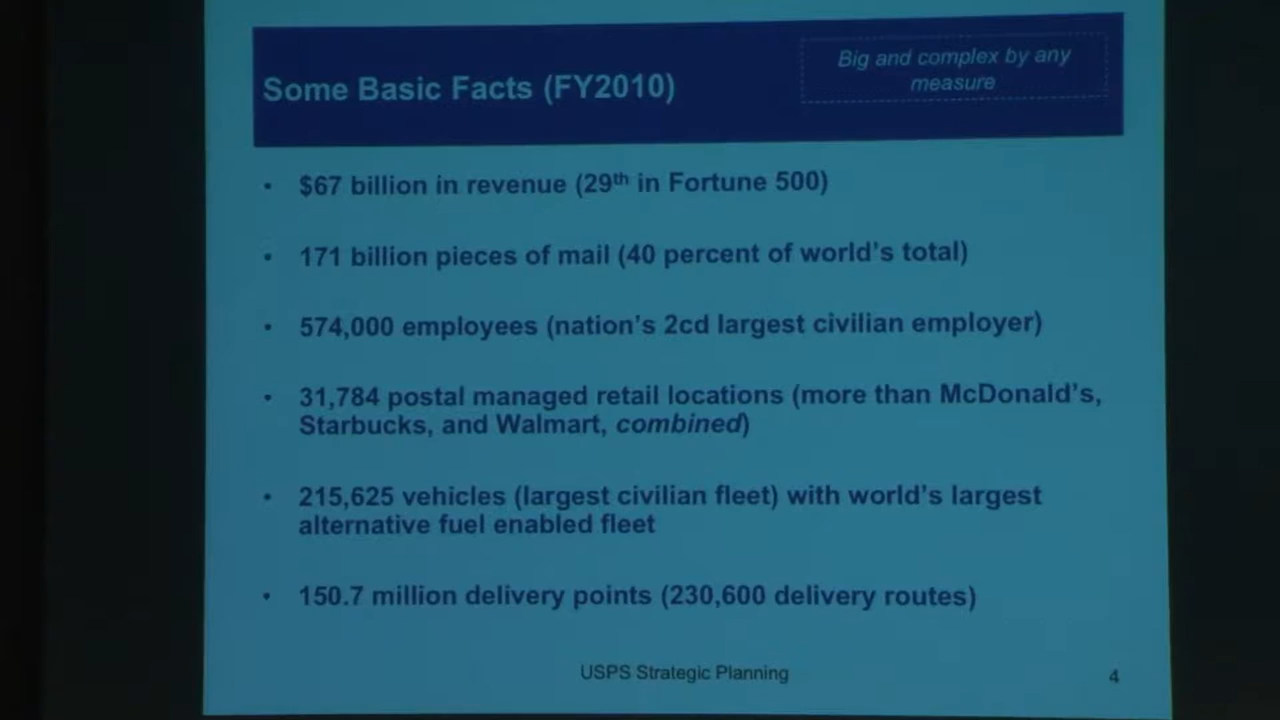 Some Basic Facts (FY2010)
Big and complex by any
measure
• $67 billion in revenue (29th in Fortune 500)
• 171 billion pieces of mail (40 percent of world's total)
• 574,000 employees (nation's 2cd largest civilian employer)
• 31,784 postal managed retail locations (more than McDonald's,
Starbucks, and Walmart, combined)
• 215,625 vehicles (largest civilian fleet) with world's largest
alternative fuel enabled fleet
• 150.7 million delivery points (230,600 delivery routes)
USPS Strategic Planning
4